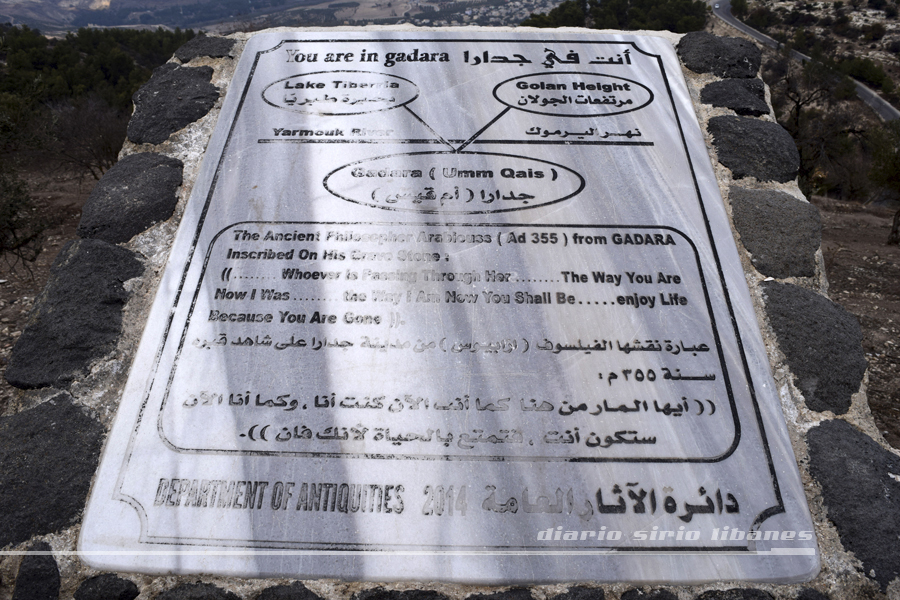 You are in gadara أنت في جدارا
Lake Tiberria
بحيرة طبريا
Golan Height
مرتفعات الجولان
Yarmouk River نهر اليرموك
Gadara ( Umm Qais )
جدارا ( أم قيس )
The Ancient Philosopher Arabiouss ( Ad 355 ) from GADARA
Inscribed On His Grave Stone :
((........ Whoever Is Passing Through Her ....... The Way You Are
Now I Was ........ the Way I Am Now You Shall Be .....enjoy Life
Because You Are Gone )).
عبارة نقشها الفيلسوف ( ارابيوس ) من مدينة جدارا على شاهد قبره
سنة ٣٥٥ م :
(( أيها المار من هنا كما أنت الآن كنت أنا ، وكما أنا الآن
ستكون أنت ، فتمتع بالحياة لأنك فان ))-
DEPARTMENT OF ANTIQUITIES 2014 دائرة الآثار العامة
diario sirio libanes